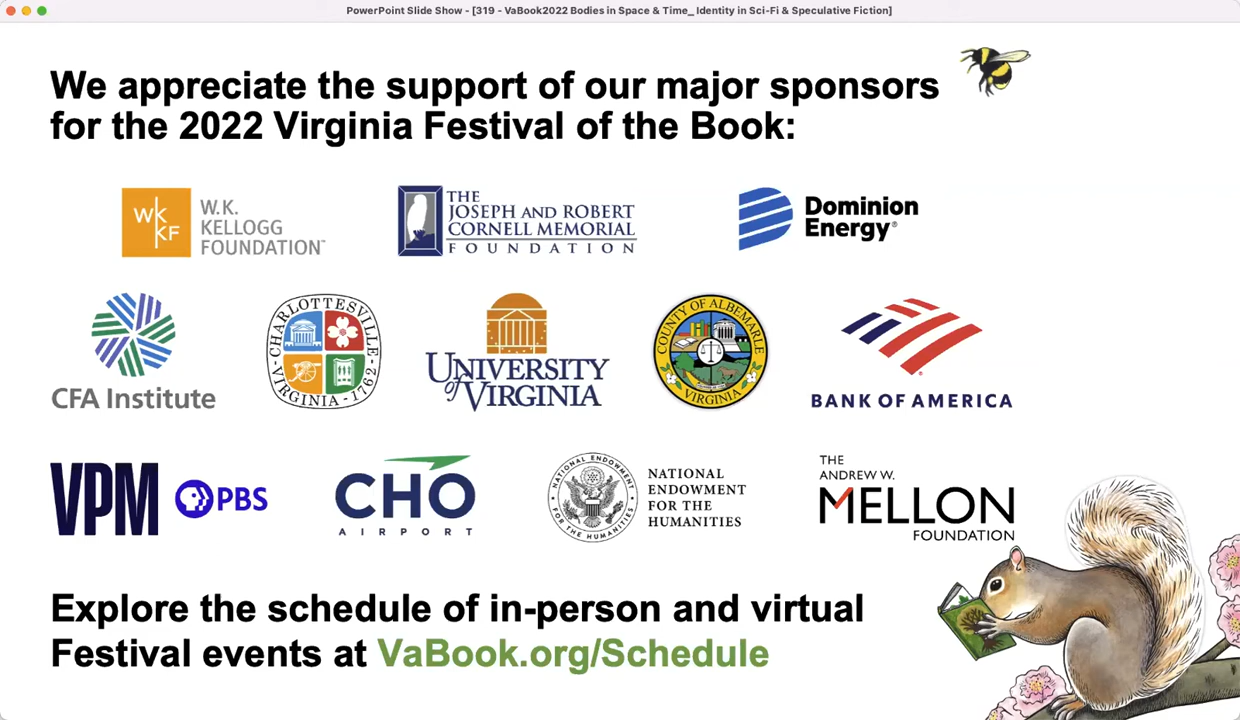 PowerPoint Slide Show - [319 - VaBook2022 Bodies in Space & Time_ Identity in Sci-Fi & Speculative Fiction]
We appreciate the support of our major sponsors
for the 2022 Virginia Festival of the Book:
WK
KF
W.K.
KELLOGG
FOUNDATION™
THE
JOSEPH AND ROBERT
CORNELL MEMORIAL
FOUNDATION
Dominion
Energy®
CFA Institute
CHARLOTTESVILLE
VIRGINIA - 1762
UNIVERSITY
of VIRGINIA
COUNTY OF ALBEMARLE
VIRGINIA
BANK OF AMERICA
VPM
PBS
CHO
AIRPORT
NATIONAL ENDOWMENT
FOR THE HUMANITIES
NATIONAL
ENDOWMENT
FOR THE
HUMANITIES
THE
ANDREW W.
MELLON
FOUNDATION
Explore the schedule of in-person and virtual
Festival events at VaBook.org/Schedule